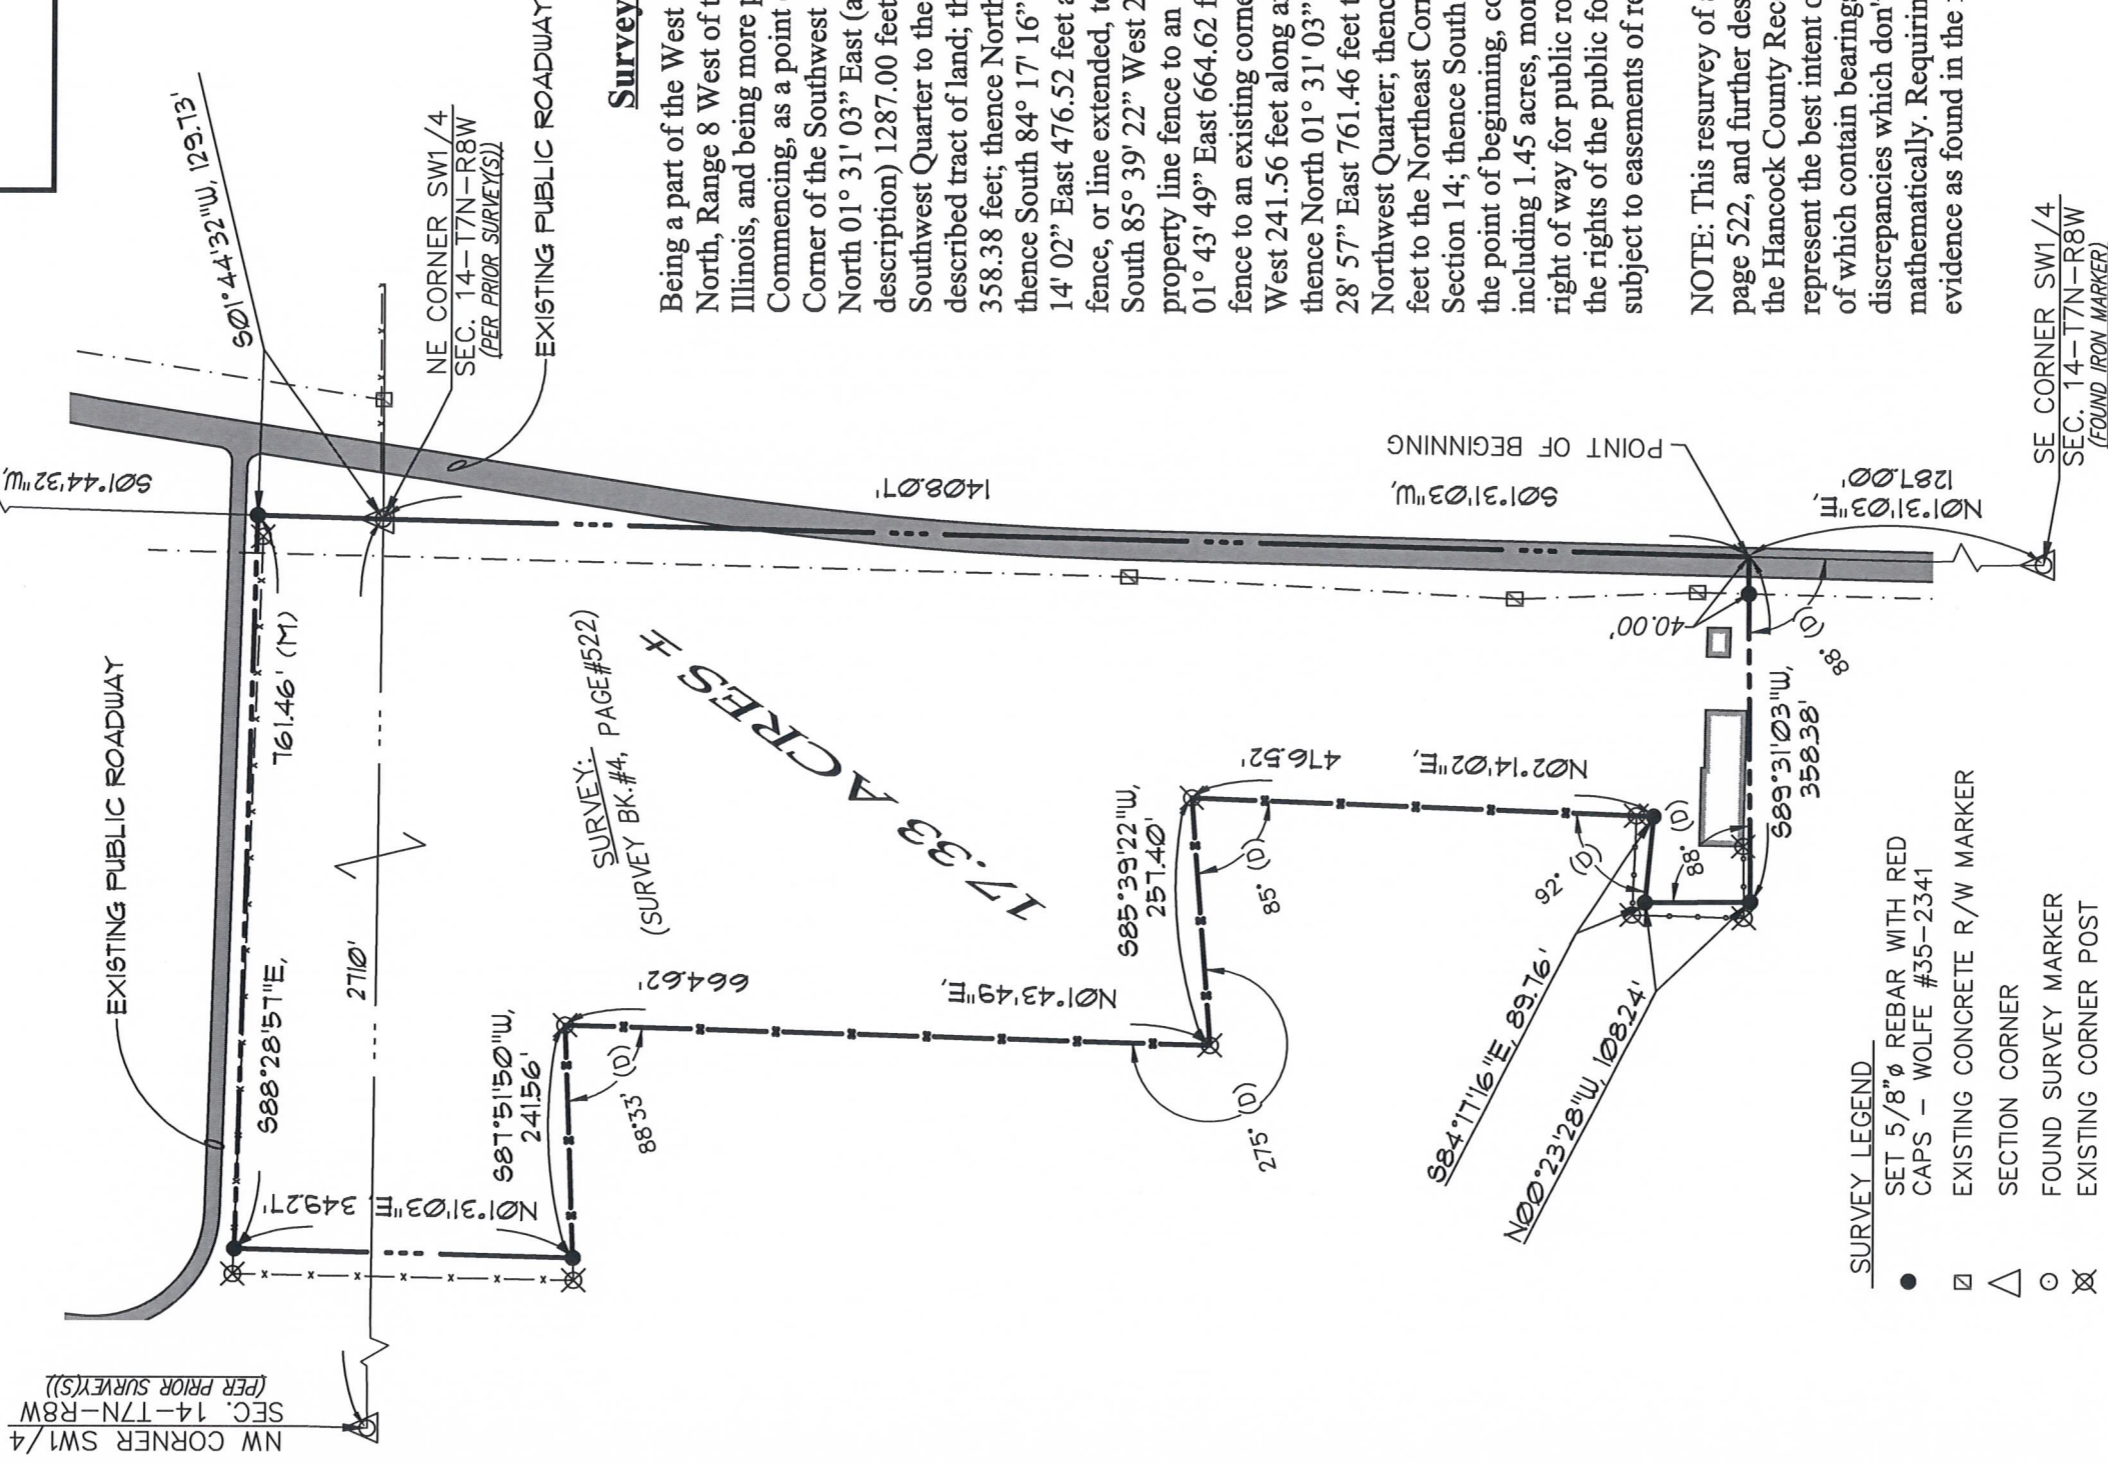 S01°44'32"W, 129.73'
NE CORNER SW1/4
SEC. 14-T7N-R8W
(PER PRIOR SURVEY(S))
EXISTING PUBLIC ROADWAY
S01°44'32"W,
EXISTING PUBLIC ROADWAY
S88°28'57"E,
761.46' (M)
2710'
NW CORNER SW1/4
SEC. 14-T7N-R8W
(PER PRIOR SURVEY(S))
N01°31'03"E, 349.27'
S87°51'50"W,
241.56'
88°33' (D)
N01°43'49"E,
664.62'
SURVEY:
(SURVEY BK.#4, PAGE#522)
17.33 ACRES ±
S85°39'22"W,
257.40'
85° (D)
275° (D)
N02°14'02"E,
476.52'
92° (D)
88° (D)
S84°17'16"E, 89.76'
N00°23'28"W, 108.24'
S89°31'03"W,
358.38'
88° (D)
40.00'
S01°31'03"W,
1408.07'
POINT OF BEGINNING
N01°31'03"E,
1287.00'
SE CORNER SW1/4
SEC. 14-T7N-R8W
(FOUND IRON MARKER)
SURVEY LEGEND
SET 5/8"ø REBAR WITH RED
CAPS - WOLFE #35-2341
EXISTING CONCRETE R/W MARKER
SECTION CORNER
FOUND SURVEY MARKER
EXISTING CORNER POST
Survey
Being a part of the West
North, Range 8 West of t
Illinois, and being more p
Commencing, as a point
Corner of the Southwest
North 01° 31' 03" East (a
description) 1287.00 feet
Southwest Quarter to the
described tract of land; th
358.38 feet; thence North
thence South 84° 17' 16"
14' 02" East 476.52 feet a
fence, or line extended, to
South 85° 39' 22" West 2
property line fence to an
01° 43' 49" East 664.62 f
fence to an existing corne
West 241.56 feet along a
thence North 01° 31' 03"
28' 57" East 761.46 feet t
Northwest Quarter; thenc
feet to the Northeast Corn
Section 14; thence South
the point of beginning, co
including 1.45 acres, mor
right of way for public ro
the rights of the public fo
subject to easements of re
NOTE: This resurvey of a
page 522, and further des
the Hancock County Rec
represent the best intent o
of which contain bearings
discrepancies which don'
mathematically. Requirin
evidence as found in the